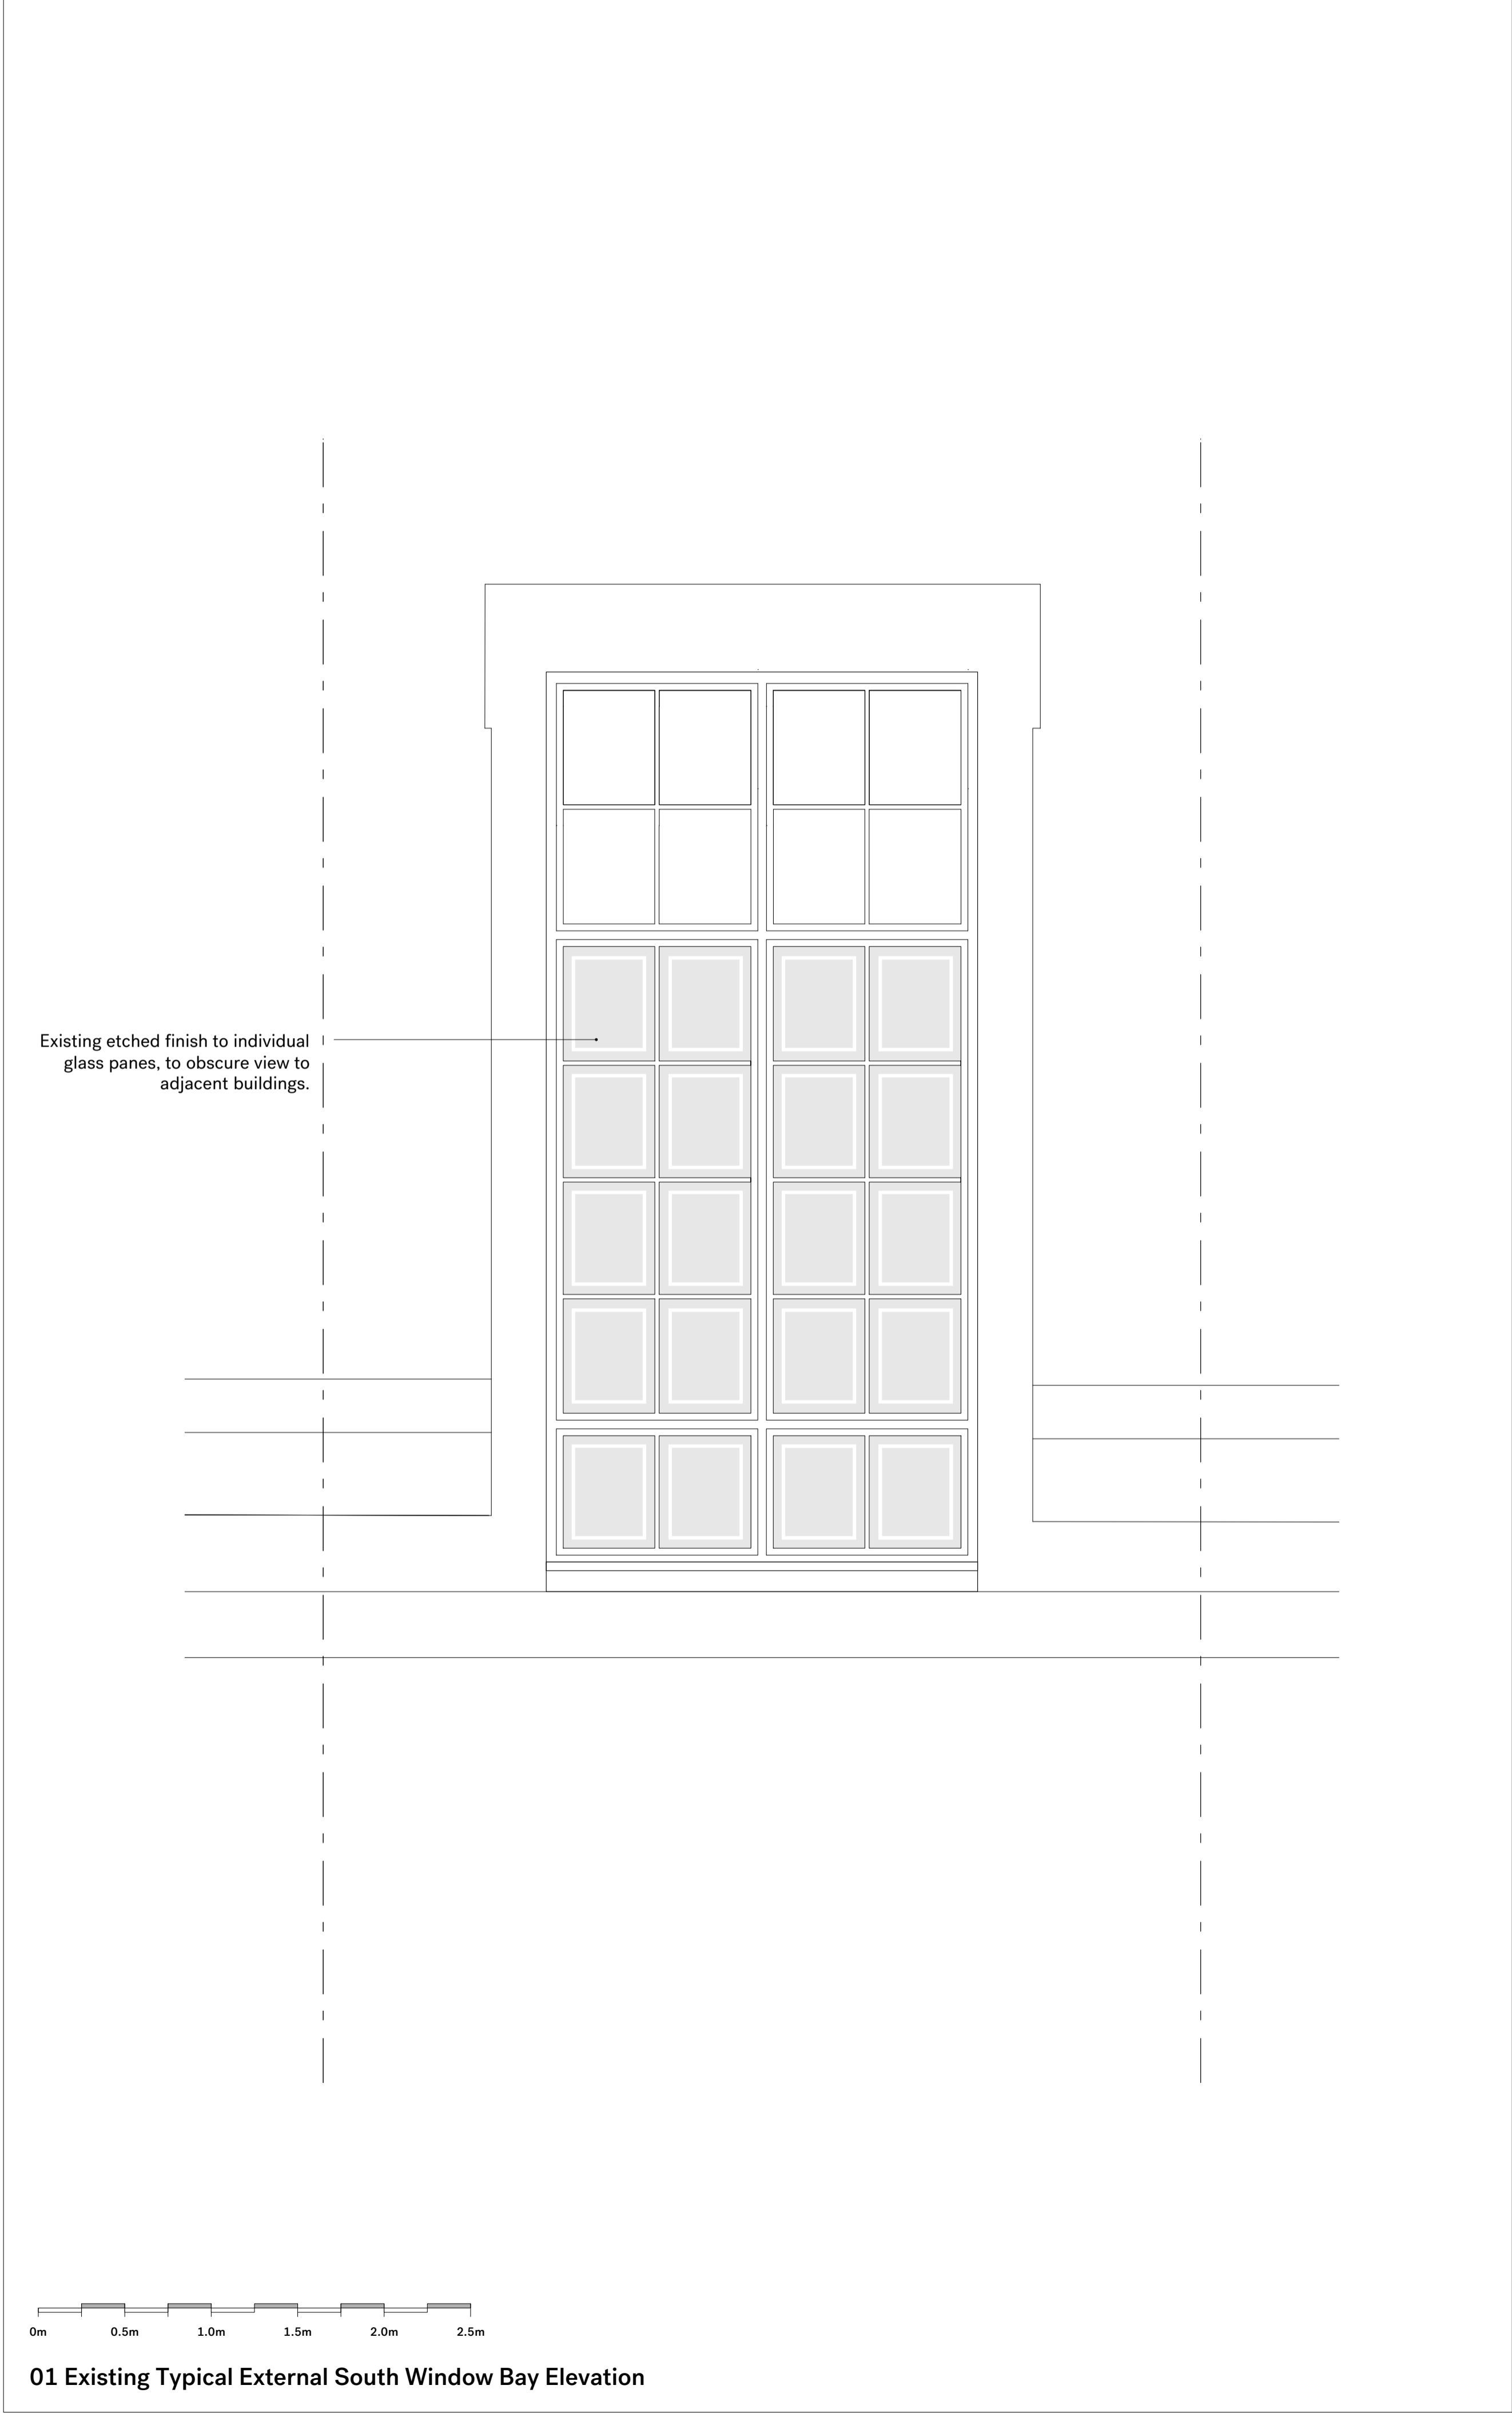 Existing etched finish to individual
glass panes, to obscure view to
adjacent buildings.
0m 0.5m 1.0m 1.5m 2.0m 2.5m
01 Existing Typical External South Window Bay Elevation